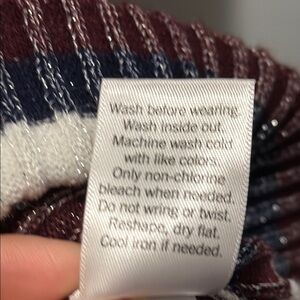 Wash before wearing.
Wash inside out.
Machine wash cold
with like colors.
Only non-chlorine
bleach when needed.
Do not wring or twist.
Reshape, dry flat.
Cool iron if needed.